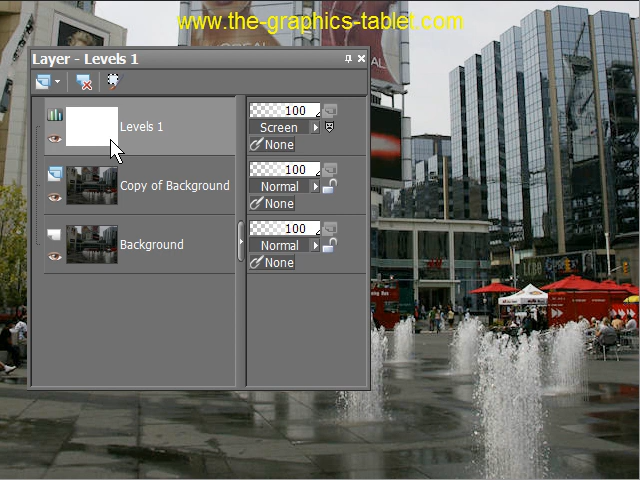 www.the-graphics-tablet.com
OREAL
Layer - Levels 1
Levels 1
100
Screen
None
Copy of Background
100
Normal
None
Background
100
Normal
None